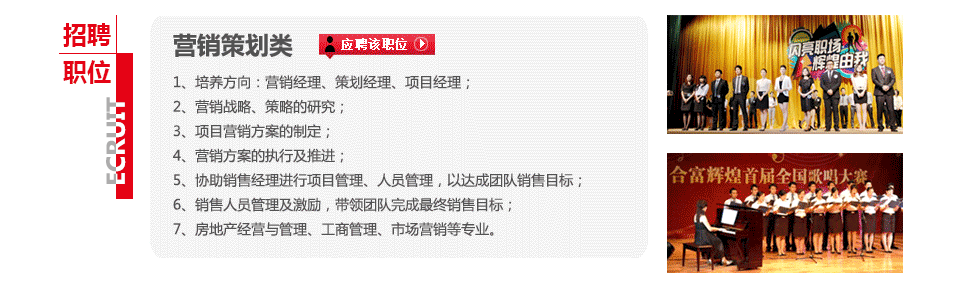 招聘
职位
ECRUIT
营销策划类
应聘该职位
1、培养方向：营销经理、策划经理、项目经理；
2、营销战略、策略的研究；
3、项目营销方案的制定；
4、营销方案的执行及推进；
5、协助销售经理进行项目管理、人员管理，以达成团队销售目标；
6、销售人员管理及激励，带领团队完成最终销售目标；
7、房地产经营与管理、工商管理、市场营销等专业。
闪亮职场
辉煌由我
合富辉煌首届全国歌唱大赛